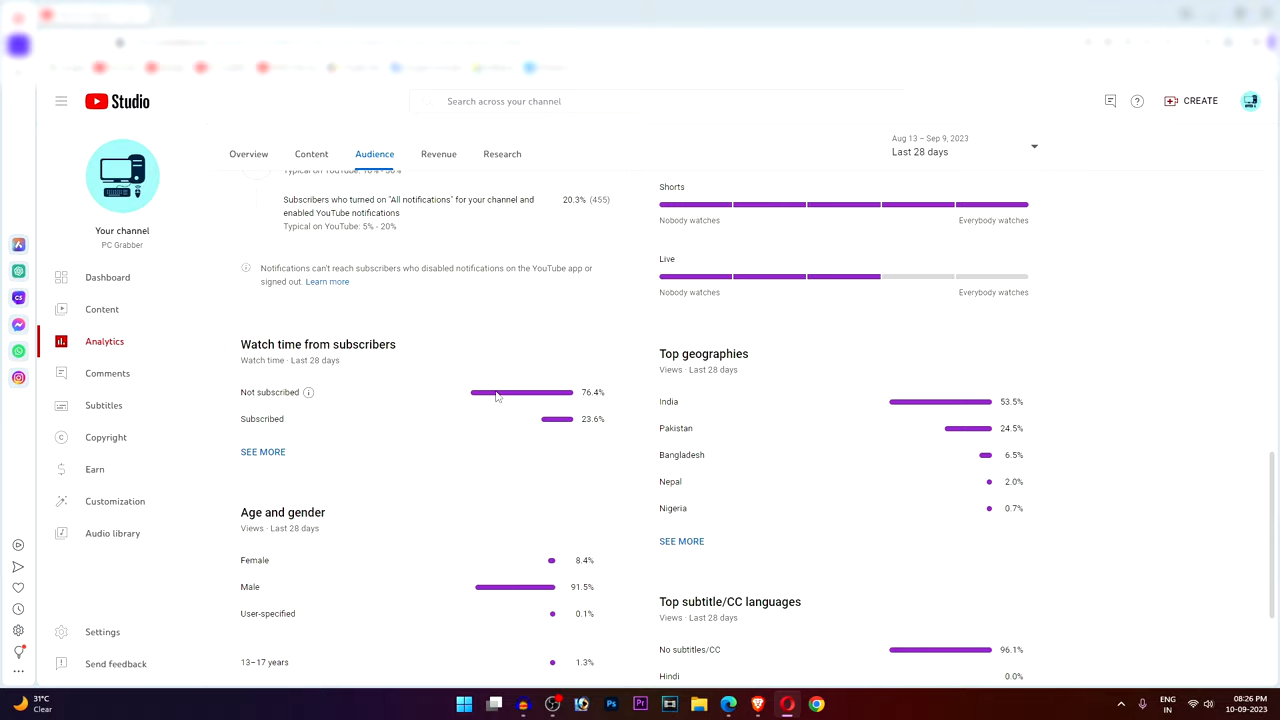 Studio
Search across your channel
CREATE
Your channel
PC Grabber
Dashboard
Content
Analytics
Comments
Subtitles
Copyright
Earn
Customization
Audio library
Settings
Send feedback
Overview
Content
Audience
Revenue
Research
Aug 13 – Sep 9, 2023
Last 28 days
Typical on YouTube: 10% - 30%
Subscribers who turned on "All notifications" for your channel and
enabled YouTube notifications
20.3% (455)
Typical on YouTube: 5% - 20%
Notifications can't reach subscribers who disabled notifications on the YouTube app or
signed out. Learn more
Watch time from subscribers
Watch time · Last 28 days
Not subscribed
76.4%
Subscribed
23.6%
SEE MORE
Age and gender
Views · Last 28 days
Female
8.4%
Male
91.5%
User-specified
0.1%
13–17 years
1.3%
Shorts
Nobody watches
Everybody watches
Live
Nobody watches
Everybody watches
Top geographies
Views · Last 28 days
India
53.5%
Pakistan
24.5%
Bangladesh
6.5%
Nepal
2.0%
Nigeria
0.7%
SEE MORE
Top subtitle/CC languages
Views · Last 28 days
No subtitles/CC
96.1%
Hindi
0.0%
31°C
Clear
ENG
IN
08:26 PM
10-09-2023